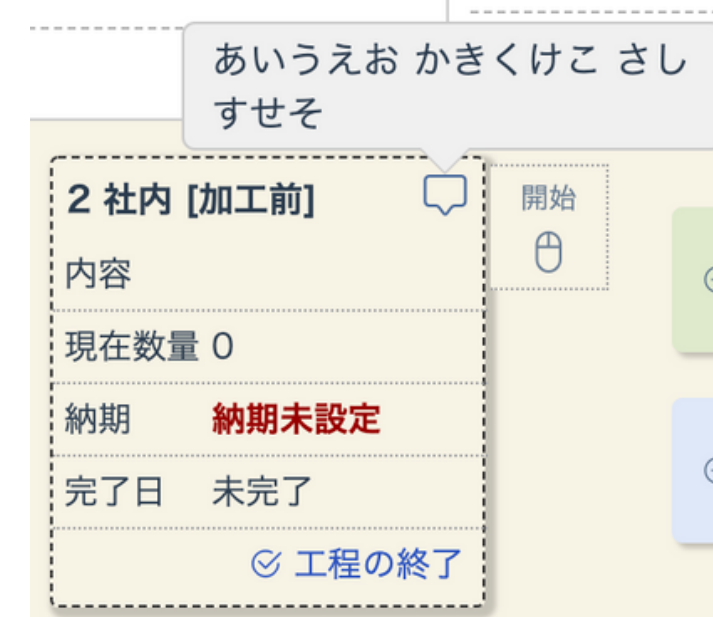 あいうえお かきくけこ さし
すせそ
2 社内 [加工前]
開始
内容
現在数量 0
納期 納期未設定
完了日 未完了
工程の終了